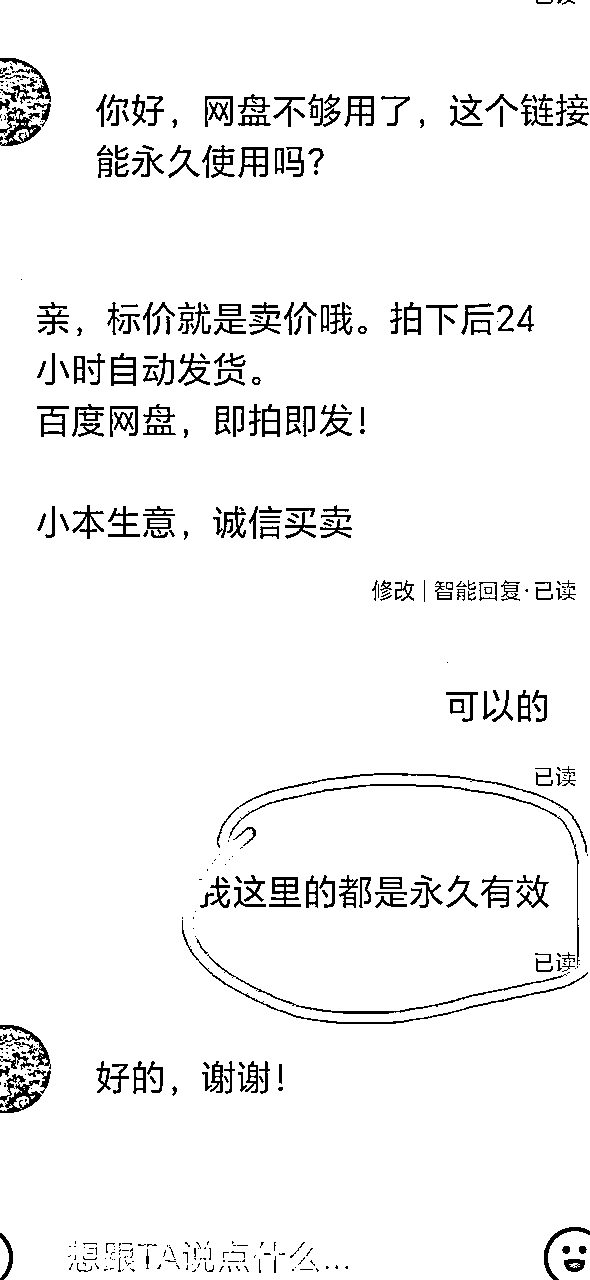 你好，网盘不够用了，这个链接
能永久使用吗？
亲，标价就是卖价哦。拍下后24
小时自动发货。
百度网盘，即拍即发！
小本生意，诚信买卖
修改 | 智能回复·已读
可以的
已读
我这里的都是永久有效
已读
好的，谢谢！
想跟TA说点什么...